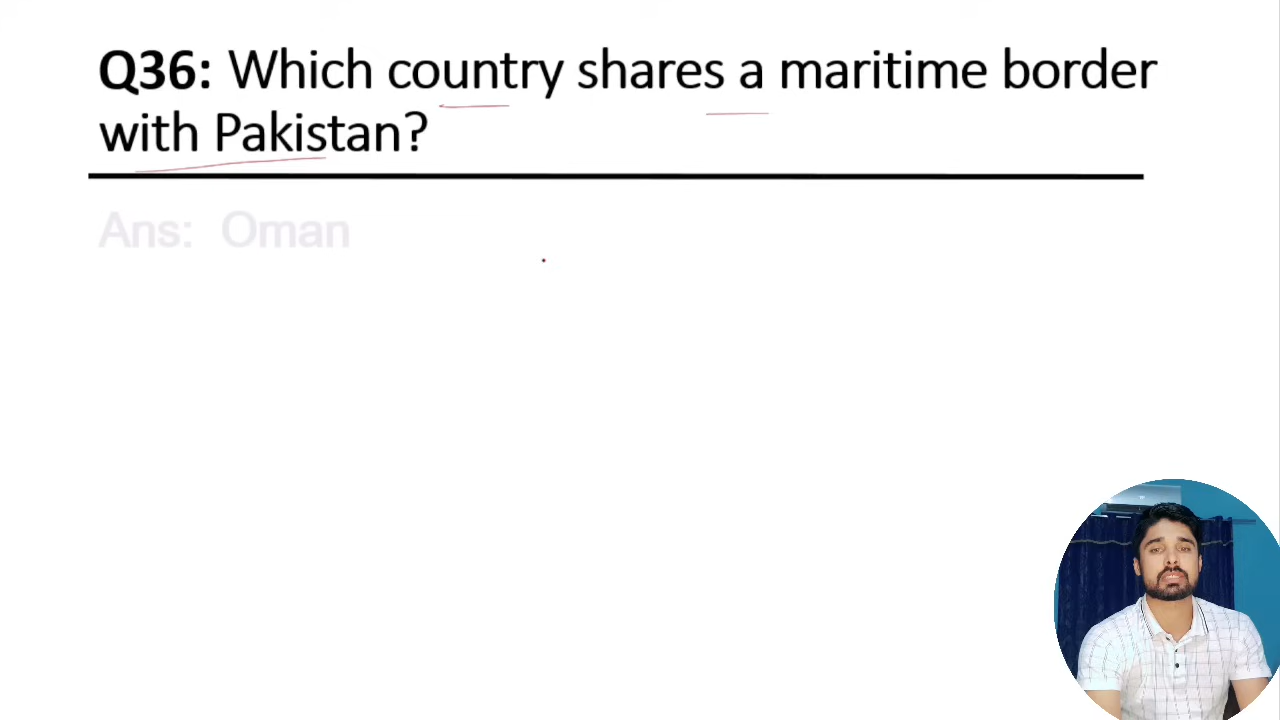 Q36: Which country shares a maritime border
with Pakistan?
Ans: Oman